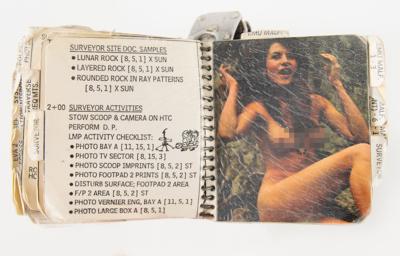 SURVEYOR SITE DOC. SAMPLES
• LUNAR ROCK [8, 5, 1] X SUN
• LAYERED ROCK [8, 5, 1] X SUN
• ROUNDED ROCK IN RAY PATTERNS
[8, 5, 1] X SUN
2+00 SURVEYOR ACTIVITIES
STOW SCOOP & CAMERA ON HTC
PERFORM D. P.
LMP ACTIVITY CHECKLIST:
• PHOTO BAY A [11, 15, 1]
• PHOTO TV SECTOR [8, 15, 3]
• PHOTO SCOOP IMPRINTS [8, 5, 2] ST
• PHOTO FOOTPAD 2 PRINTS [8, 5, 2] ST
• DISTURB SURFACE; FOOTPAD 2 AREA
• F/P 2 AREA [8, 5, 2] ST
• PHOTO VERNIER ENG, BAY A [11, 5, 1]
• PHOTO LARGE BOX A [8, 5, 1]
SURVEYOR